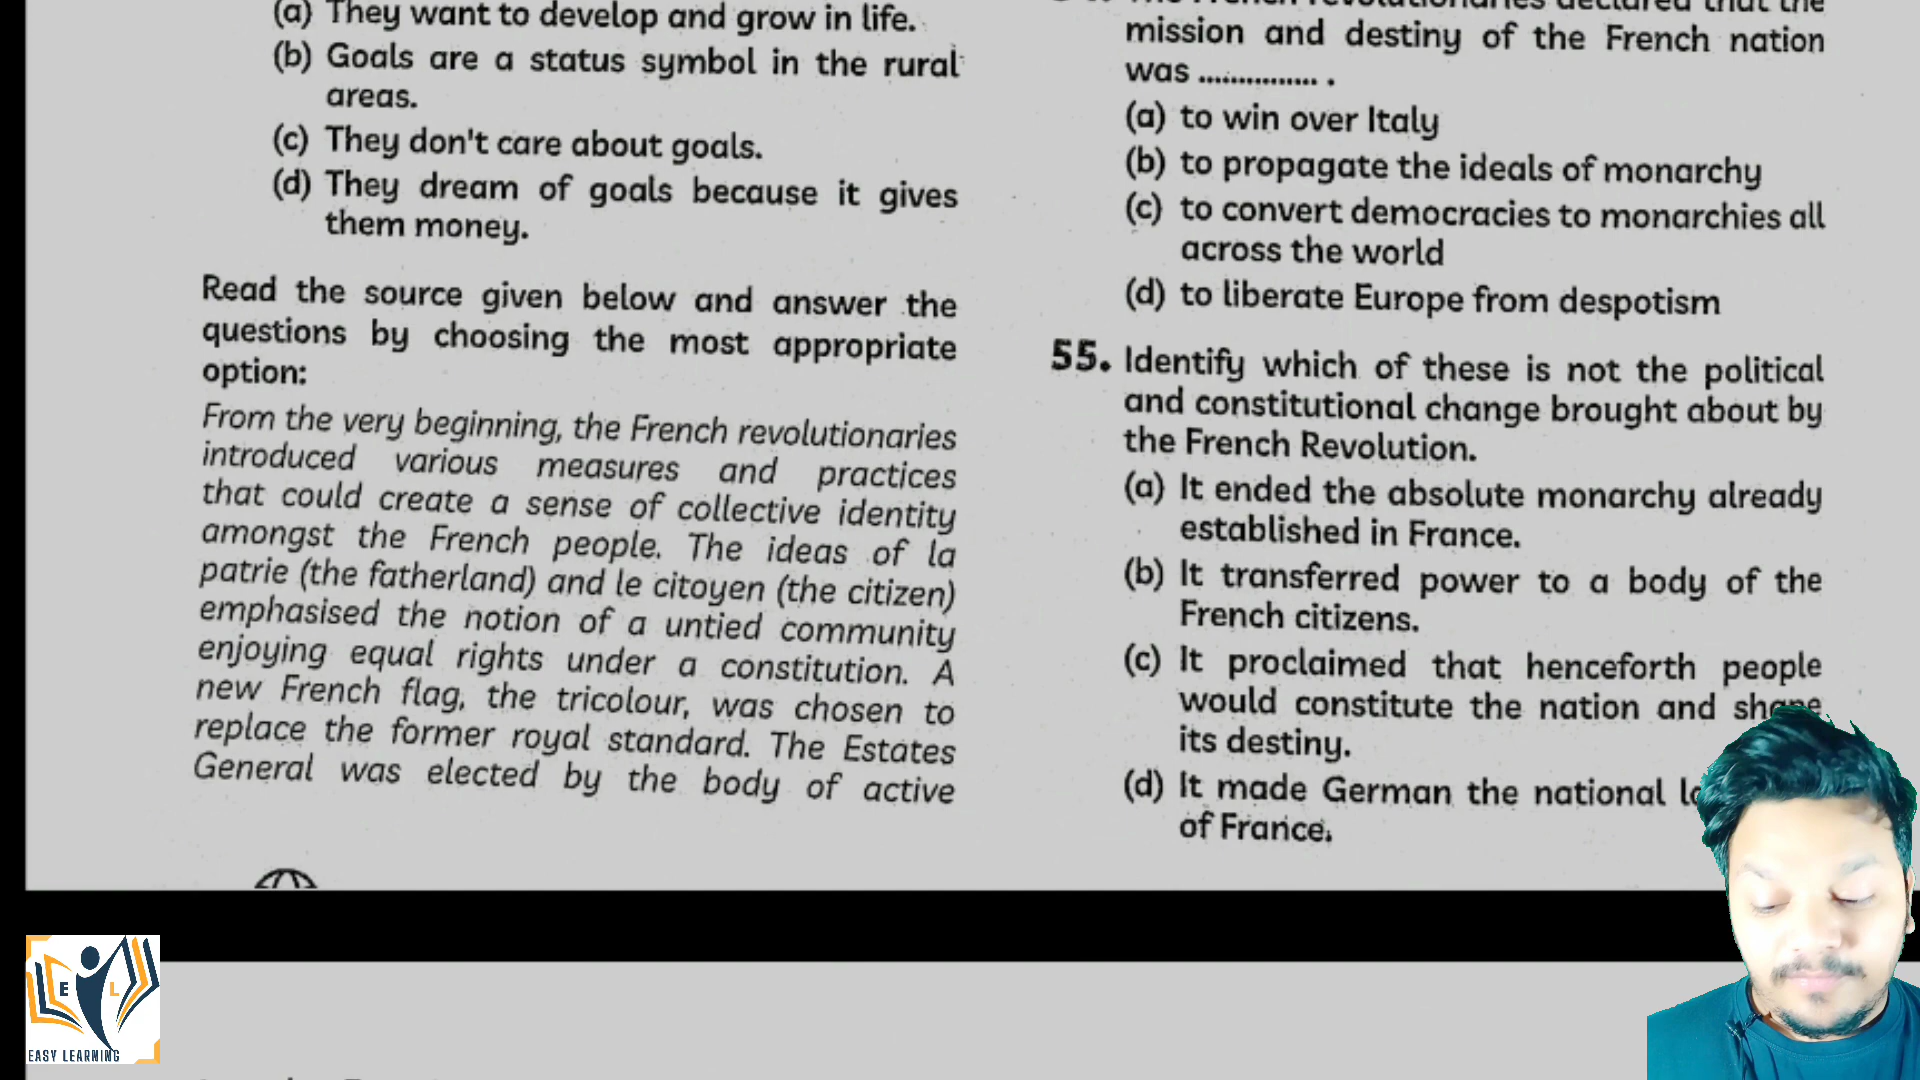 (a) They want to develop and grow in life.
(b) Goals are a status symbol in the rural
areas.
(c) They don't care about goals.
(d) They dream of goals because it gives
them money.
Read the source given below and answer the
questions by choosing the most appropriate
option:
From the very beginning, the French revolutionaries
introduced various measures and practices
that could create a sense of collective identity
amongst the French people. The ideas of la
patrie (the fatherland) and le citoyen (the citizen)
emphasised the notion of a untied community
enjoying equal rights under a constitution. A
new French flag, the tricolour, was chosen to
replace the former royal standard. The Estates
General was elected by the body of active
The French revolutionaries declared that the
mission and destiny of the French nation
was ............... .
(a) to win over Italy
(b) to propagate the ideals of monarchy
(c) to convert democracies to monarchies all
across the world
(d) to liberate Europe from despotism
55. Identify which of these is not the political
and constitutional change brought about by
the French Revolution.
(a) It ended the absolute monarchy already
established in France.
(b) It transferred power to a body of the
French citizens.
(c) It proclaimed that henceforth people
would constitute the nation and shape
its destiny.
(d) It made German the national
of France.
E L
EASY LEARNING